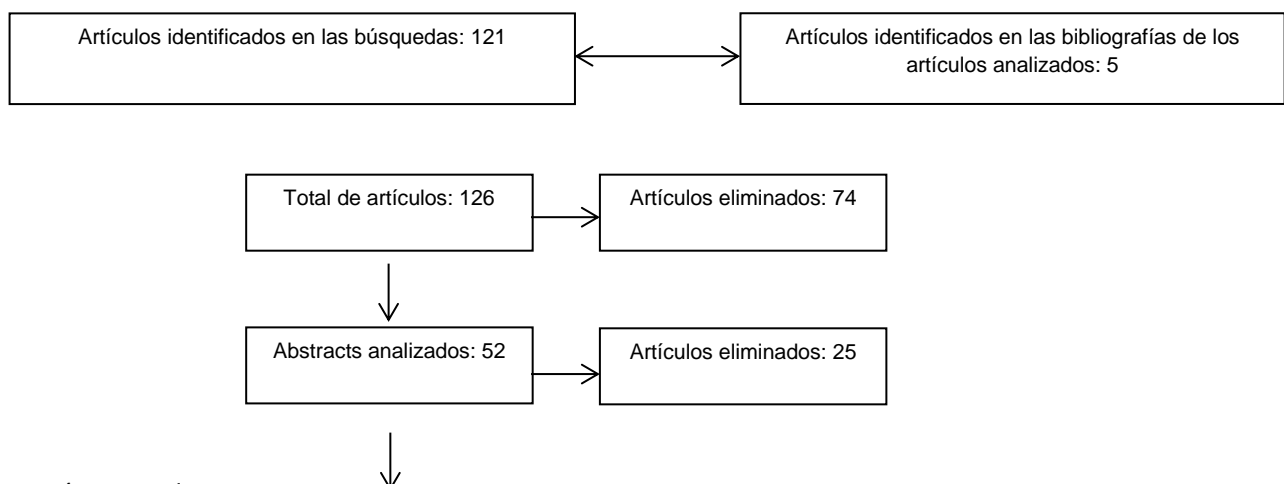 Artículos identificados en las búsquedas: 121
Artículos identificados en las bibliografías de los
artículos analizados: 5
Total de artículos: 126
Artículos eliminados: 74
Abstracts analizados: 52
Artículos eliminados: 25